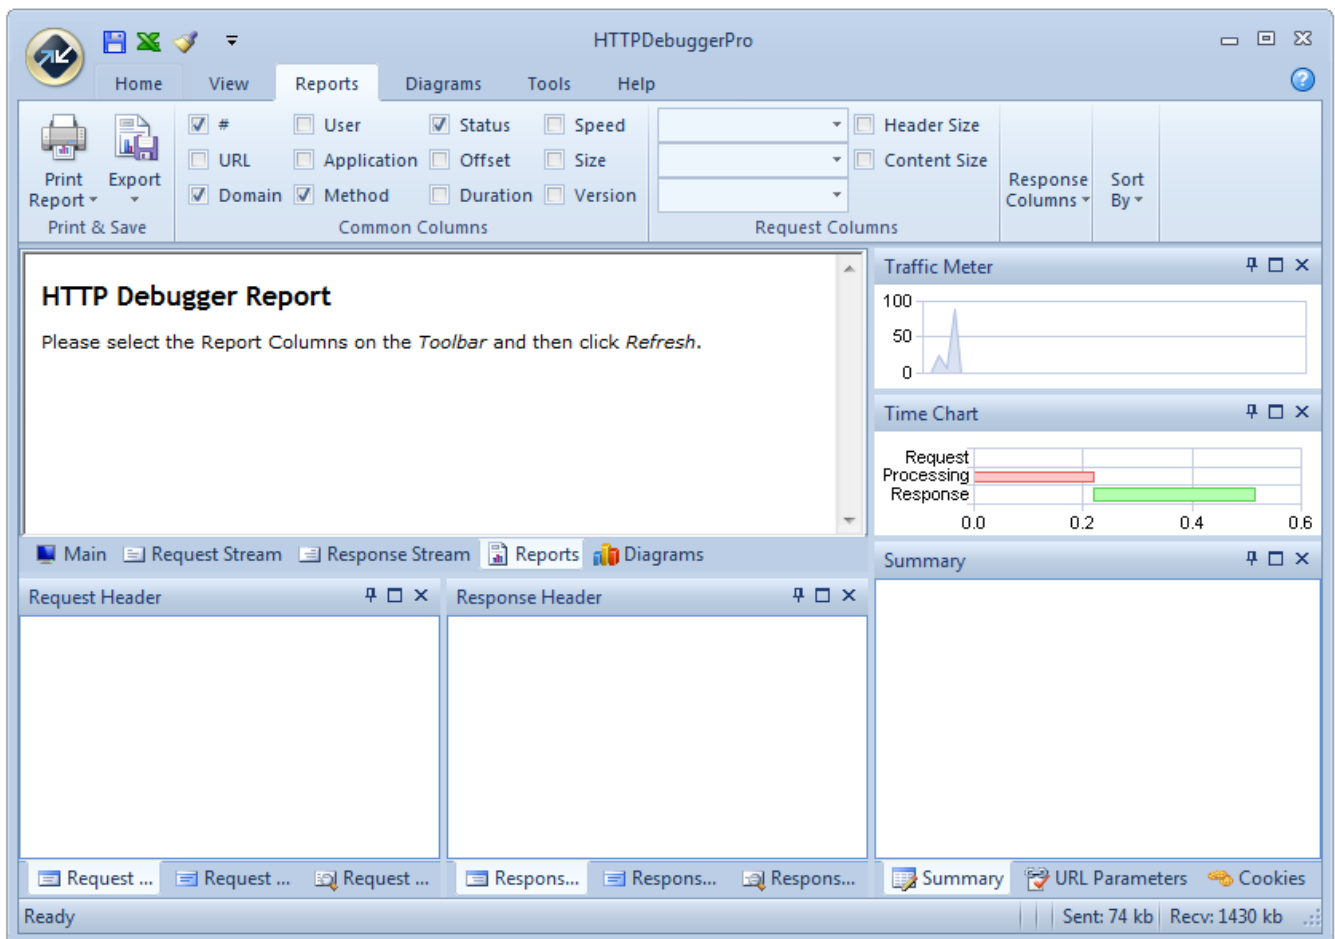 HTTPDebuggerPro
Home View Reports Diagrams Tools Help
# User Status Speed Header Size
URL Application Offset Size Content Size
Domain Method Duration Version
Print Report Export Response Columns Sort By
Print & Save Common Columns Request Columns
HTTP Debugger Report
Please select the Report Columns on the Toolbar and then click Refresh.
Traffic Meter
100
50
0
Time Chart
Request
Processing
Response
0.0 0.2 0.4 0.6
Main Request Stream Response Stream Reports Diagrams
Summary
Request Header Response Header
Request ... Request ... Request ... Respons... Respons... Respons... Summary URL Parameters Cookies
Ready Sent: 74 kb Recv: 1430 kb